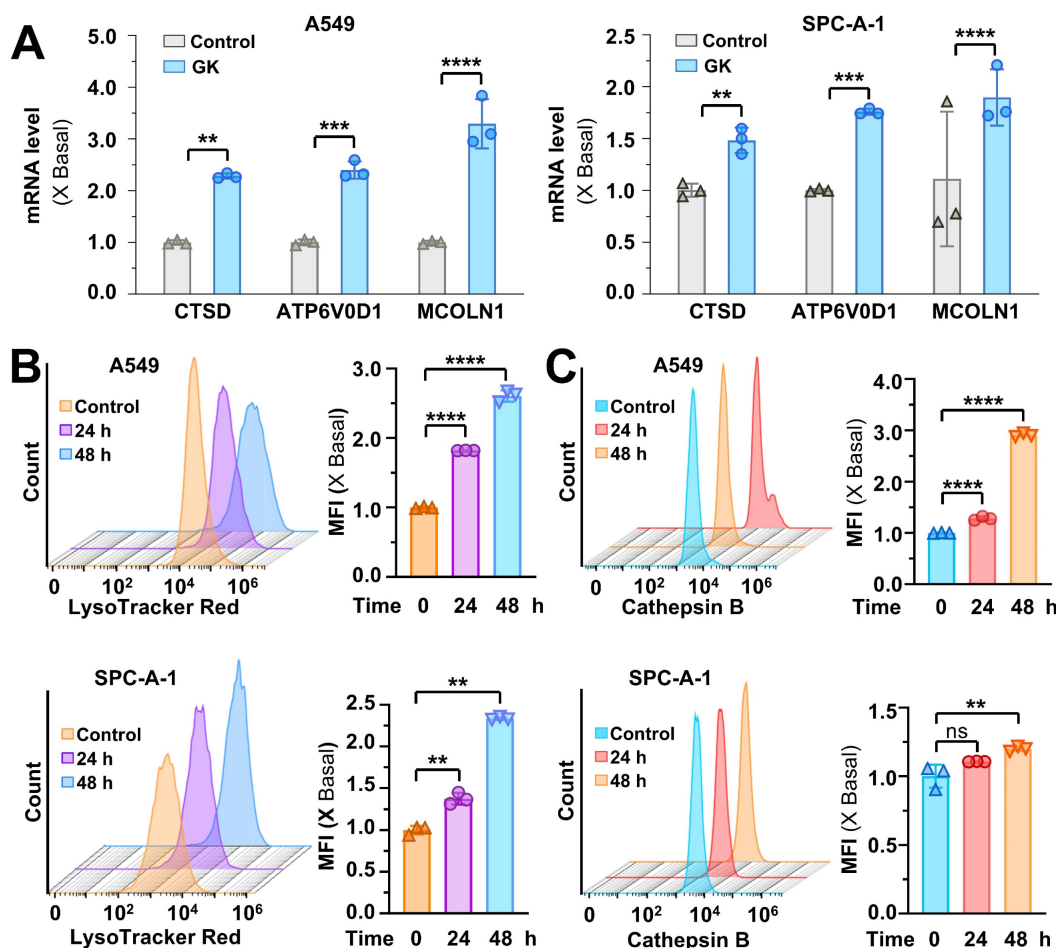 A
A549
Control
GK
mRNA level
(X Basal)
5.0
4.0
3.0
2.0
1.0
0.0
**
***
****
CTSD
ATP6V0D1
MCOLN1
SPC-A-1
Control
GK
mRNA level
(X Basal)
2.5
2.0
1.5
1.0
0.5
0.0
**
***
****
CTSD
ATP6V0D1
MCOLN1
B
A549
Control
24 h
48 h
Count
0 10² 10⁴ 10⁶
LysoTracker Red
MFI (X Basal)
3.0
2.0
1.0
0.0
****
****
Time 0 24 48 h
C
A549
Control
24 h
48 h
Count
0 10² 10⁴ 10⁶
Cathepsin B
MFI (X Basal)
4.0
3.0
2.0
1.0
0.0
****
****
Time 0 24 48 h
SPC-A-1
Control
24 h
48 h
Count
0 10² 10⁴ 10⁶
LysoTracker Red
MFI (X Basal)
2.5
2.0
1.5
1.0
0.5
0.0
**
**
Time 0 24 48 h
SPC-A-1
Control
24 h
48 h
Count
0 10² 10⁴ 10⁶
Cathepsin B
MFI (X Basal)
1.5
1.0
0.5
0.0
**
ns
Time 0 24 48 h